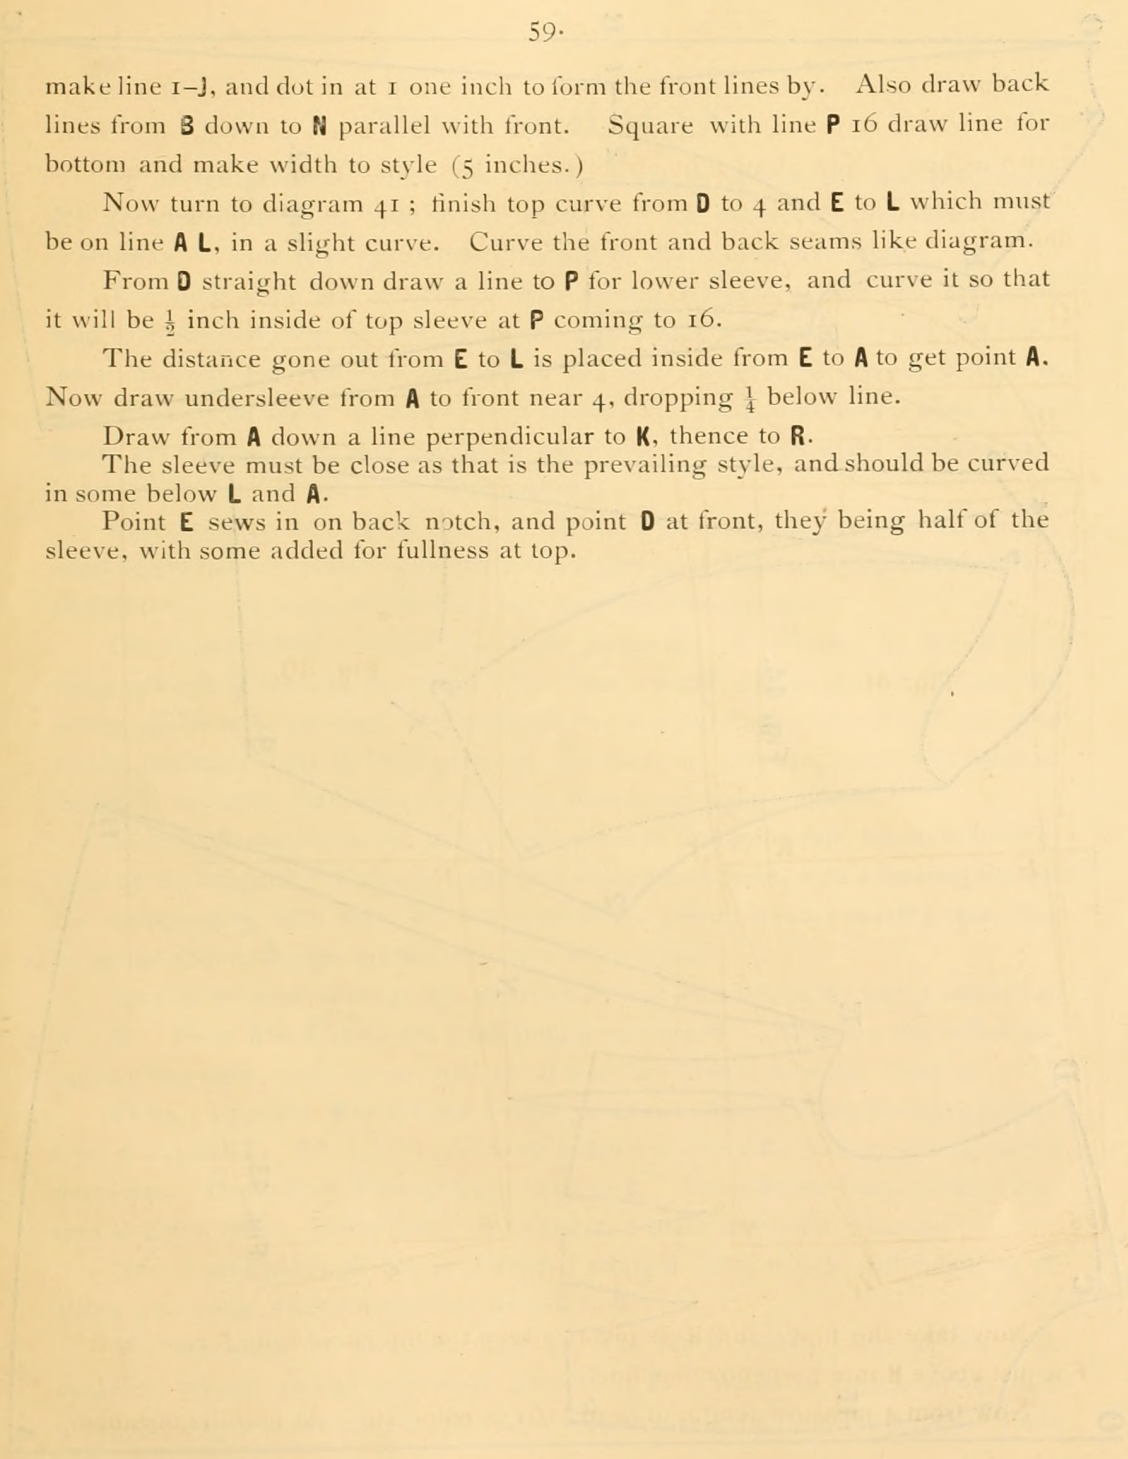 59.
make line 1–J, and dot in at 1 one inch to form the front lines by. Also draw back
lines from B down to N parallel with front. Square with line P 16 draw line for
bottom and make width to style (5 inches.)
Now turn to diagram 41 ; finish top curve from D to 4 and E to L which must
be on line A L, in a slight curve. Curve the front and back seams like diagram.
From D straight down draw a line to P for lower sleeve, and curve it so that
it will be ½ inch inside of top sleeve at P coming to 16.
The distance gone out from E to L is placed inside from E to A to get point A.
Now draw undersleeve from A to front near 4, dropping ¼ below line.
Draw from A down a line perpendicular to K, thence to R.
The sleeve must be close as that is the prevailing style, and should be curved
in some below L and A.
Point E sews in on back notch, and point D at front, they being half of the
sleeve, with some added for fullness at top.